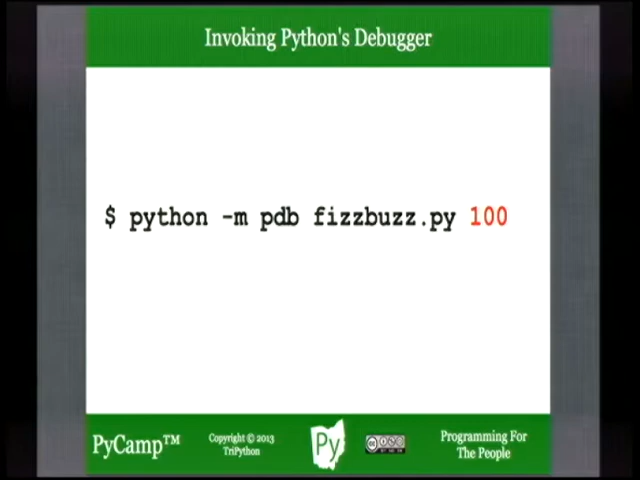 Invoking Python's Debugger
$ python -m pdb fizzbuzz.py 100
PyCamp™
Copyright © 2013
TriPython
Py
Programming For
The People